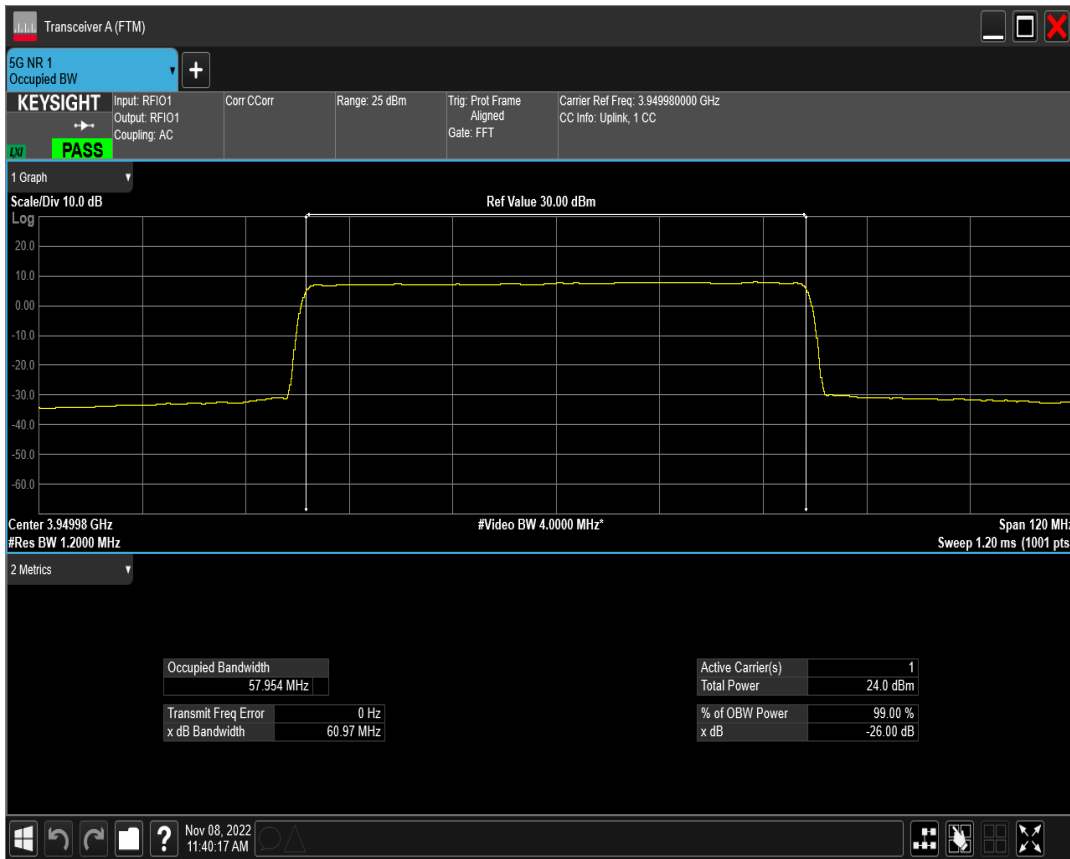 Transceiver A (FTM)
5G NR 1
Occupied BW
+
KEYSIGHT
LXI
PASS
Input: RFIO1
Output: RFIO1
Coupling: AC
Corr CCorr
Range: 25 dBm
Trig: Prot Frame
Aligned
Gate: FFT
Carrier Ref Freq: 3.949980000 GHz
CC Info: Uplink, 1 CC
1 Graph
Scale/Div 10.0 dB
Ref Value 30.00 dBm
Log
20.0
10.0
0.00
-10.0
-20.0
-30.0
-40.0
-50.0
-60.0
Center 3.94998 GHz
#Video BW 4.0000 MHz*
Span 120 MHz
#Res BW 1.2000 MHz
Sweep 1.20 ms (1001 pts
2 Metrics
Occupied Bandwidth
57.954 MHz
Transmit Freq Error 0 Hz
x dB Bandwidth 60.97 MHz
Active Carrier(s) 1
Total Power 24.0 dBm
% of OBW Power 99.00 %
x dB -26.00 dB
?
Nov 08, 2022
11:40:17 AM